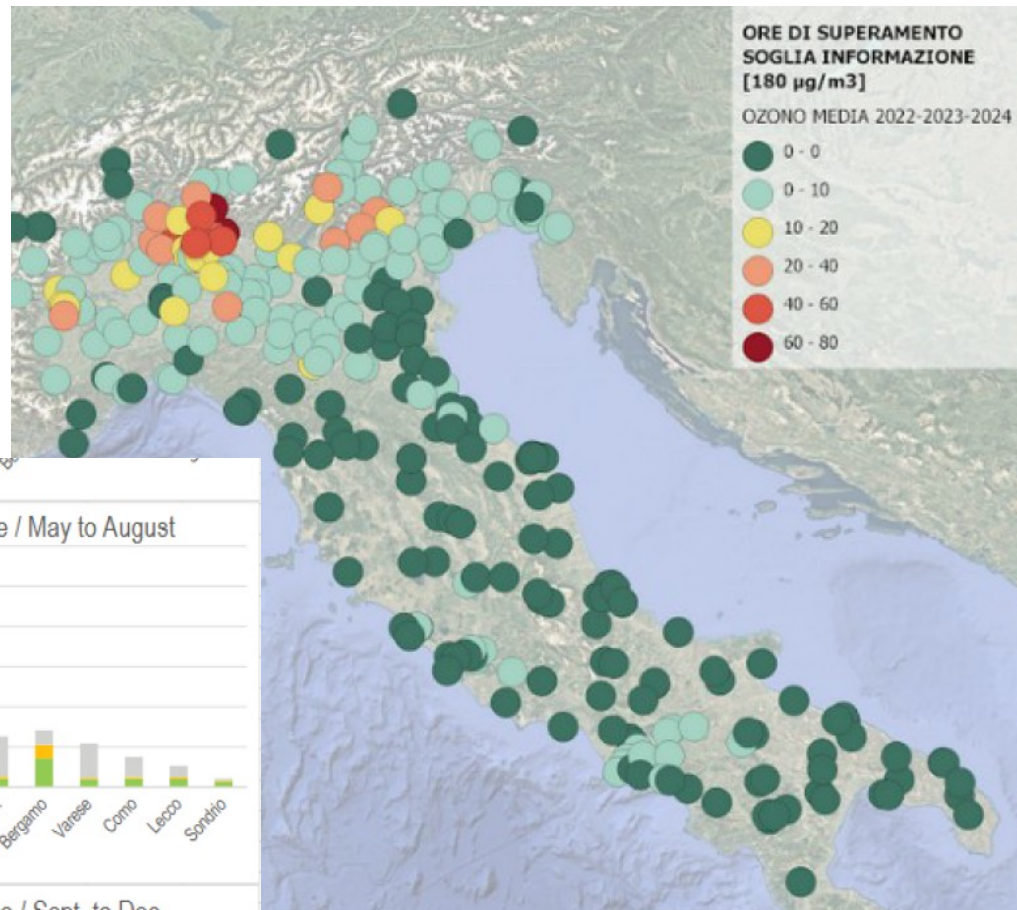 ORE DI SUPERAMENTO
SOGLIA INFORMAZIONE
[180 µg/m3]
OZONO MEDIA 2022-2023-2024
0 - 0
0 - 10
10 - 20
20 - 40
40 - 60
60 - 80
e / May to August
Bergamo
Varese
Como
Lecco
Sondrio
/ Sept. to Dec